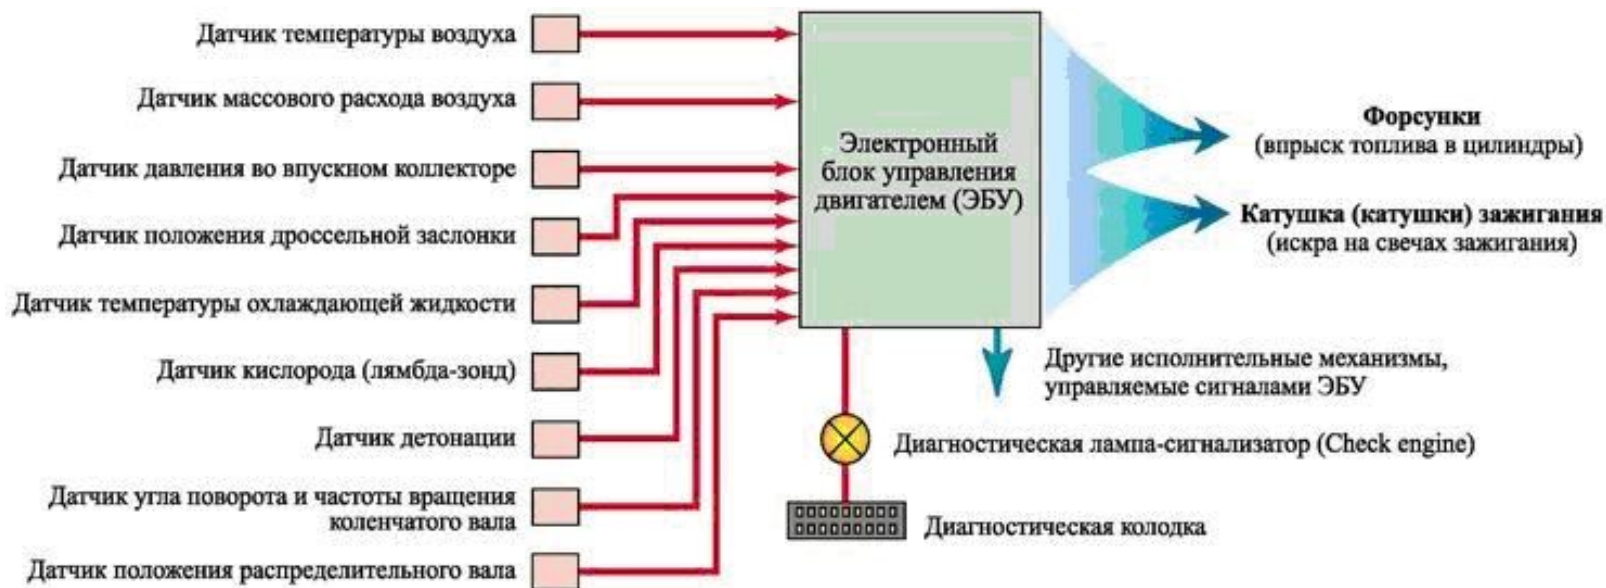 Датчик температуры воздуха
Датчик массового расхода воздуха
Датчик давления во впускном коллекторе
Датчик положения дроссельной заслонки
Датчик температуры охлаждающей жидкости
Датчик кислорода (лямбда-зонд)
Датчик детонации
Датчик угла поворота и частоты вращения
коленчатого вала
Датчик положения распределительного вала
Электронный
блок управления
двигателем (ЭБУ)
Форсунки
(впрыск топлива в цилиндры)
Катушка (катушки) зажигания
(искра на свечах зажигания)
Другие исполнительные механизмы,
управляемые сигналами ЭБУ
Диагностическая лампа-сигнализатор (Check engine)
Диагностическая колодка